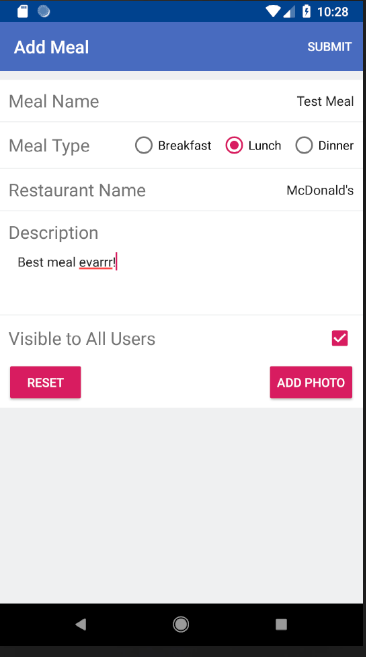 10:28
Add Meal SUBMIT
Meal Name Test Meal
Meal Type Breakfast Lunch Dinner
Restaurant Name McDonald's
Description
Best meal evarrr!
Visible to All Users
RESET ADD PHOTO